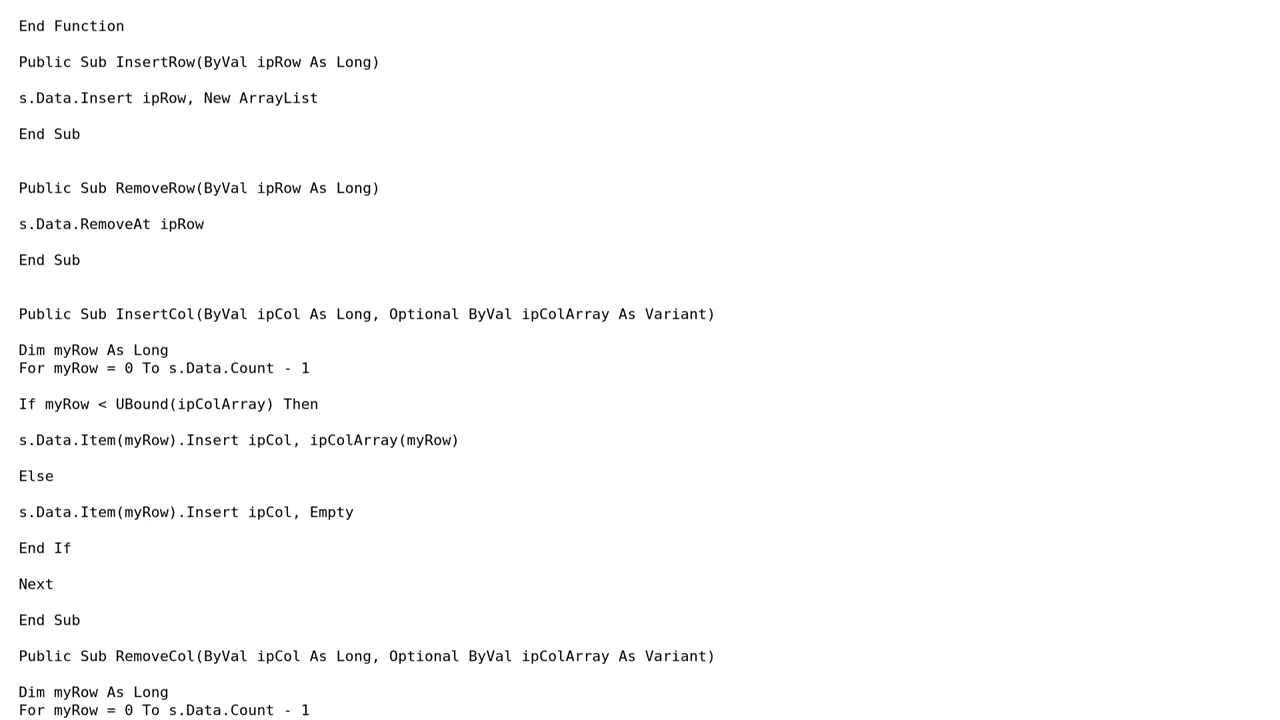 End Function
Public Sub InsertRow(ByVal ipRow As Long)
s.Data.Insert ipRow, New ArrayList
End Sub
Public Sub RemoveRow(ByVal ipRow As Long)
s.Data.RemoveAt ipRow
End Sub
Public Sub InsertCol(ByVal ipCol As Long, Optional ByVal ipColArray As Variant)
Dim myRow As Long
For myRow = 0 To s.Data.Count - 1
If myRow < UBound(ipColArray) Then
s.Data.Item(myRow).Insert ipCol, ipColArray(myRow)
Else
s.Data.Item(myRow).Insert ipCol, Empty
End If
Next
End Sub
Public Sub RemoveCol(ByVal ipCol As Long, Optional ByVal ipColArray As Variant)
Dim myRow As Long
For myRow = 0 To s.Data.Count - 1